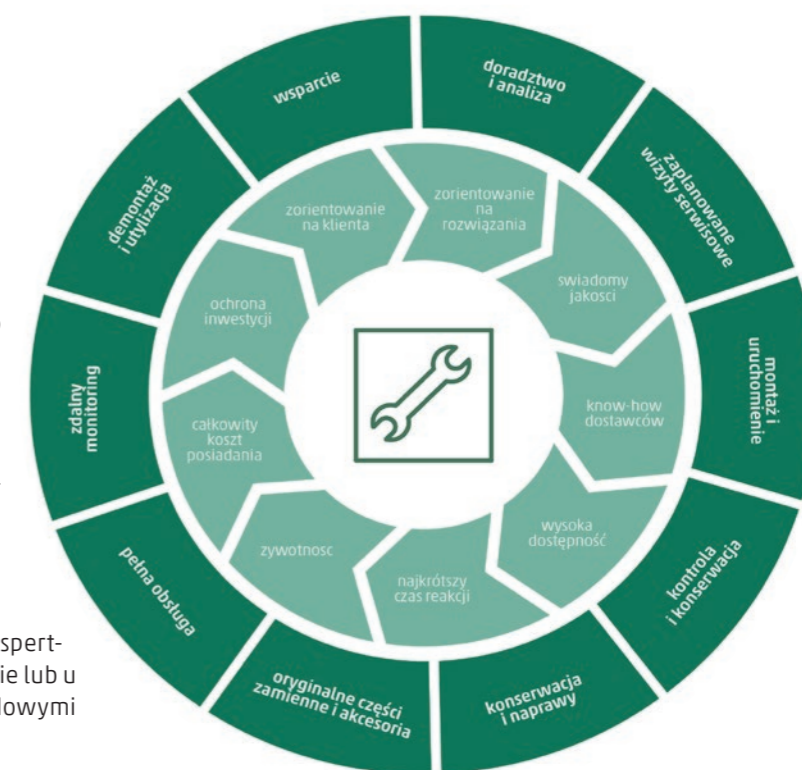 wsparcie
doradztwo
i analiza
zaplanowane
wizyty serwisowe
montaż i
uruchomienie
kontrola
i konserwacja
konserwacja
i naprawy
oryginalne części
zamienne i akcesoria
pełna obsługa
zdalny
monitoring
demontaż
i utylizacja
zorientowanie
na klienta
zorientowanie
na
rozwiązania
swiadomy
jakosci
know-how
dostawców
wysoka
dostępność
najkrótszy
czas reakcji
zywotnosc
całkowity
koszt
posiadania
ochrona
inwestycji
spert-
ie lub u
dowymi